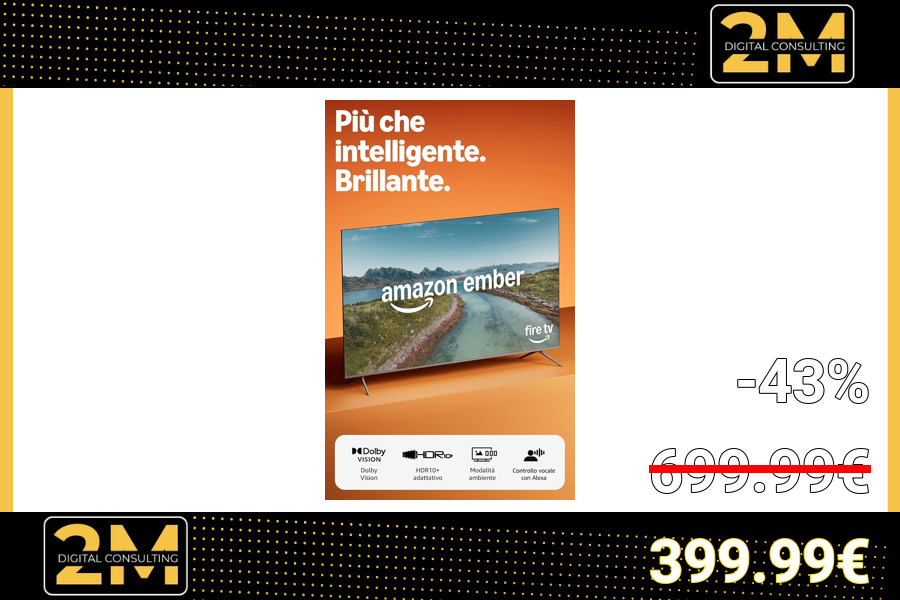 2M
DIGITAL CONSULTING
Più che
intelligente.
Brillante.
amazon ember
fire tv
Dolby
VISION
HDR10+
Dolby
Vision
HDR10+
adattativo
Modalità
ambiente
Controllo vocale
con Alexa
-43%
699.99€
2M
DIGITAL CONSULTING
399.99€